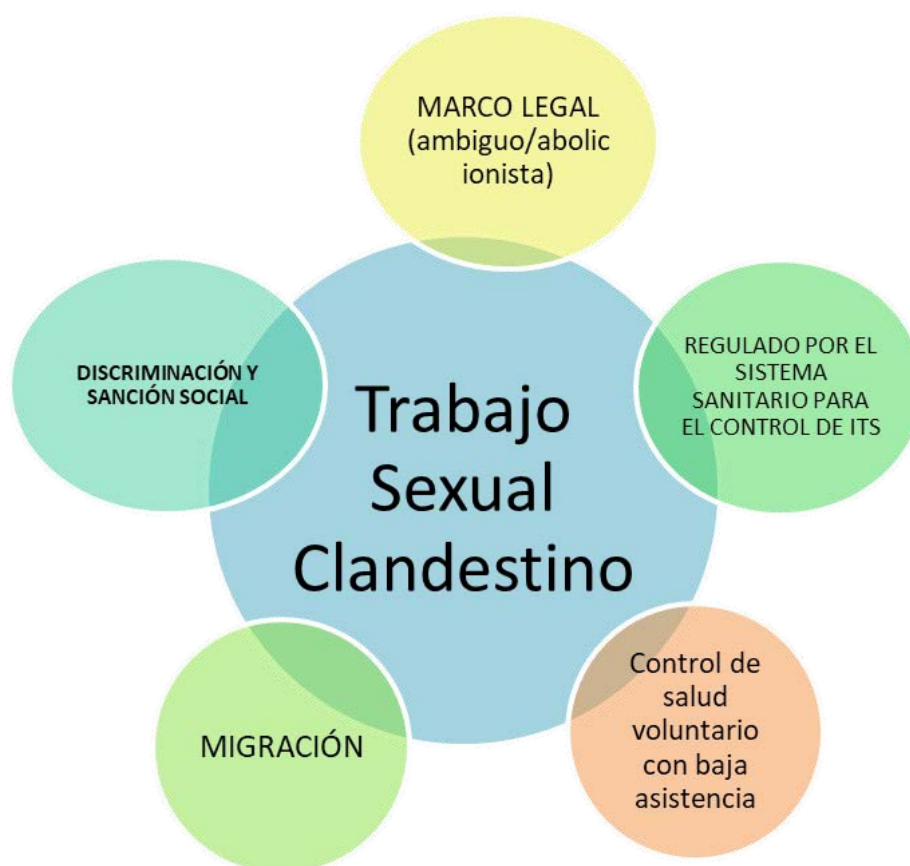 MARCO LEGAL
(ambiguo/abolic
ionista)
DISCRIMINACIÓN Y
SANCIÓN SOCIAL
REGULADO POR EL
SISTEMA
SANITARIO PARA
EL CONTROL DE ITS
Trabajo
Sexual
Clandestino
MIGRACIÓN
Control de
salud
voluntario
con baja
asistencia